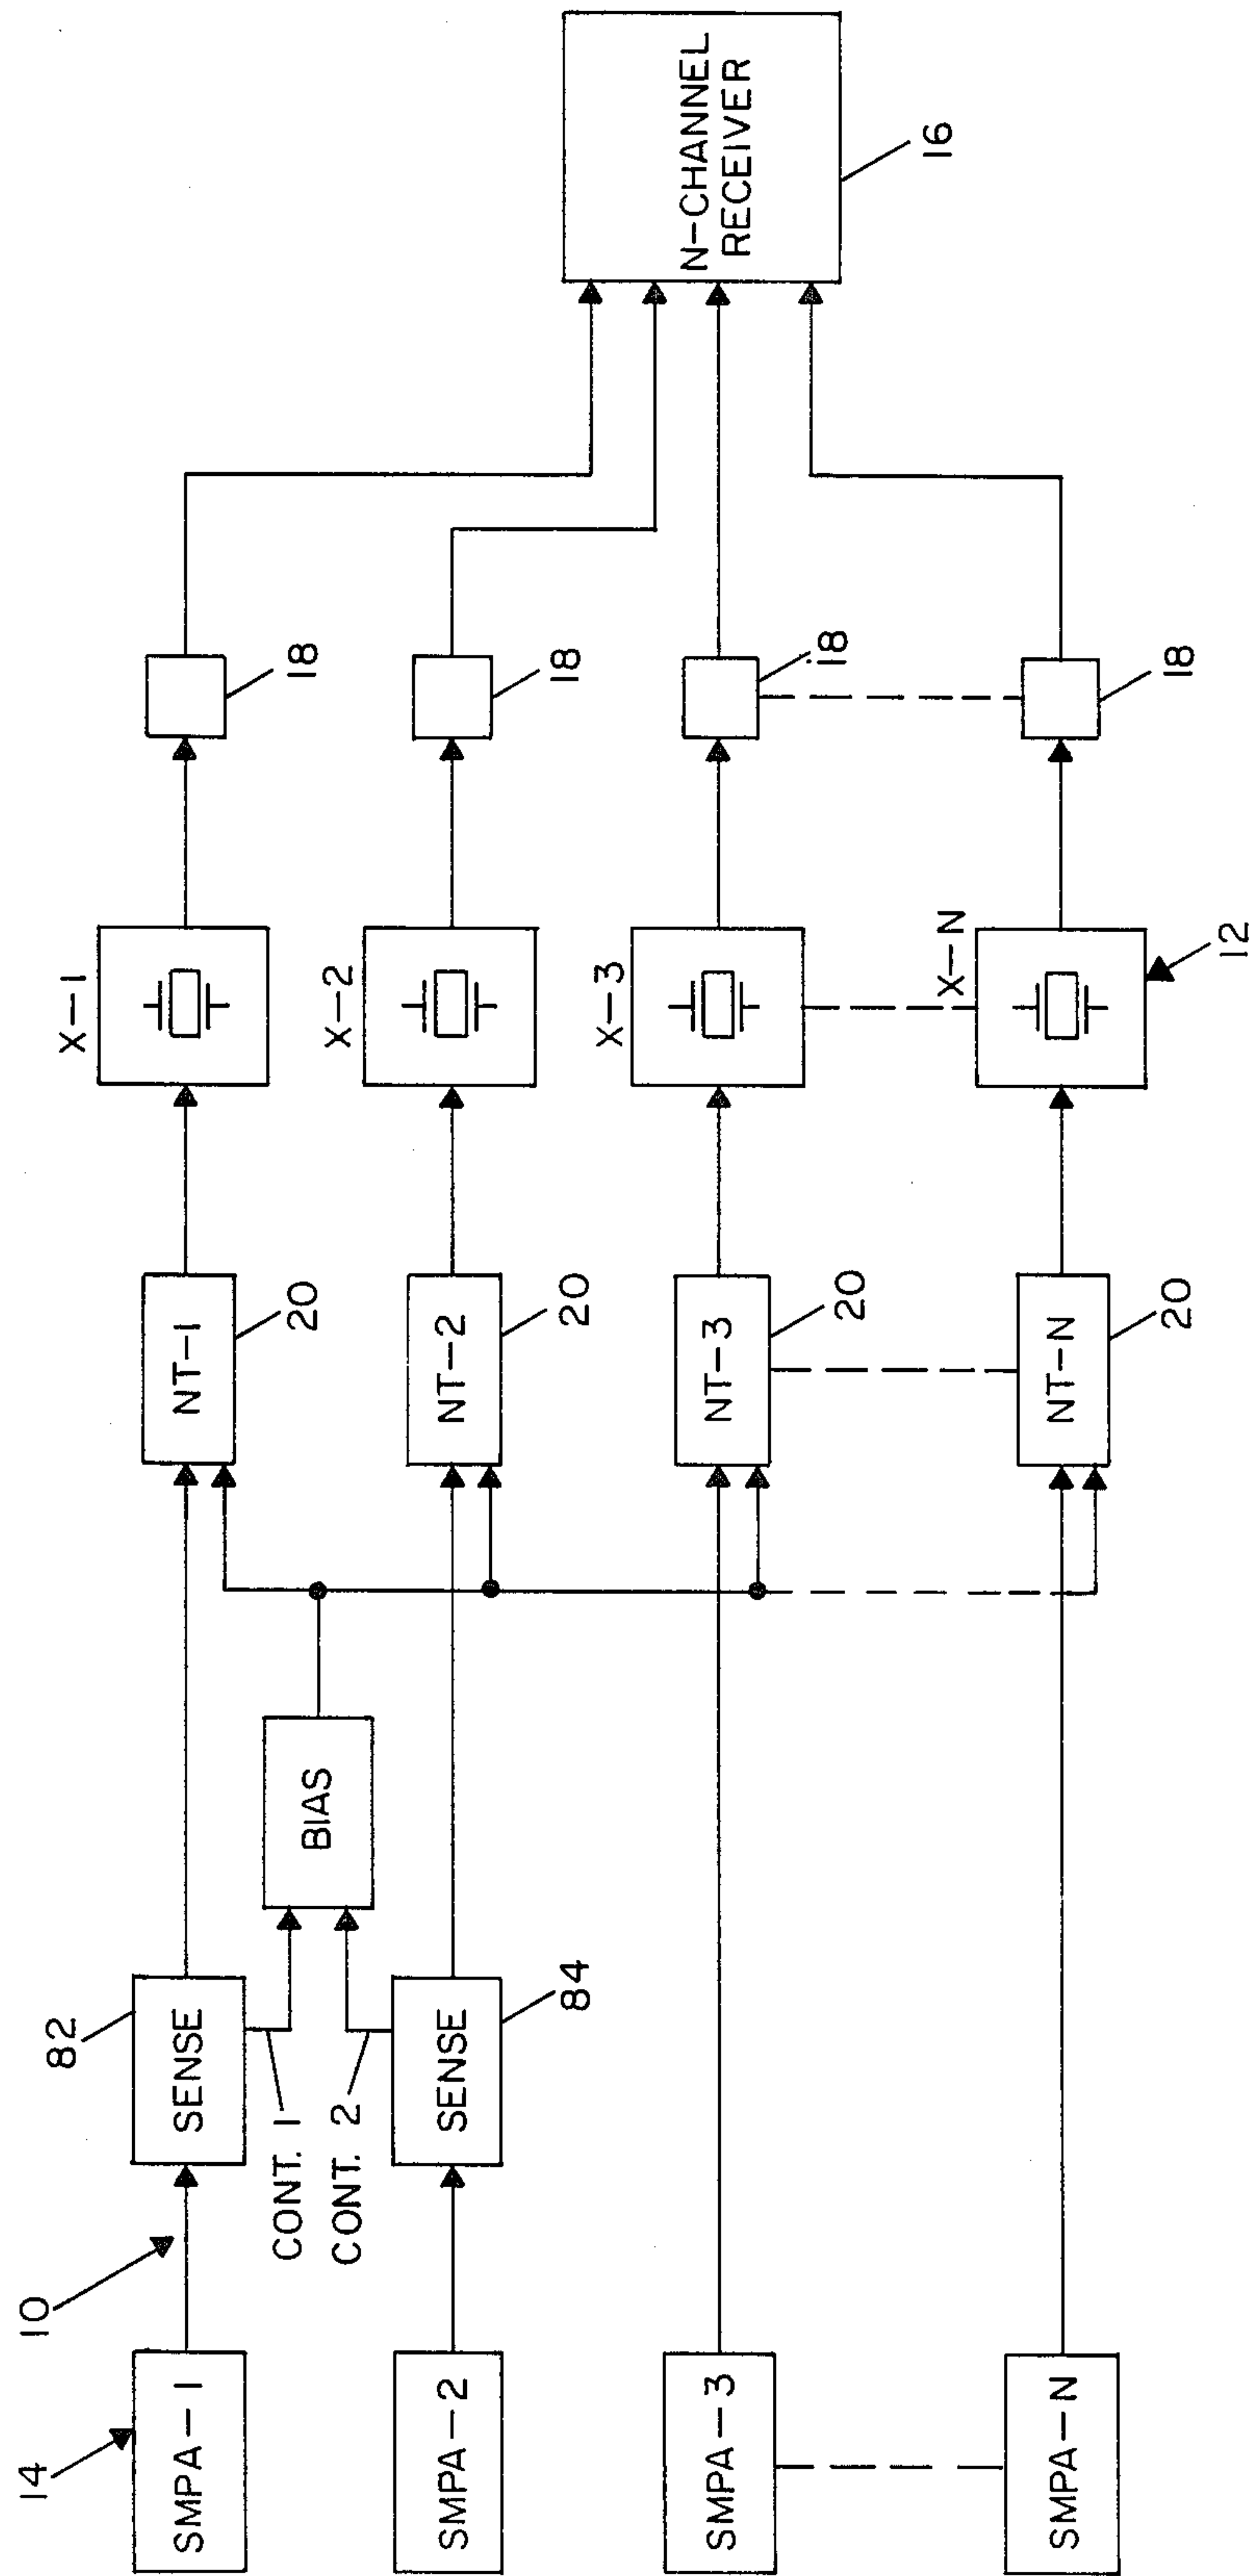 14
10
SMPA-1
82
SENSE
CONT. 1
CONT. 2
BIAS
NT-1
20
X-1
18
SMPA-2
SENSE
84
NT-2
20
X-2
18
SMPA-3
NT-3
20
X-3
18
SMPA-N
NT-N
20
X-N
12
18
N-CHANNEL
RECEIVER
16